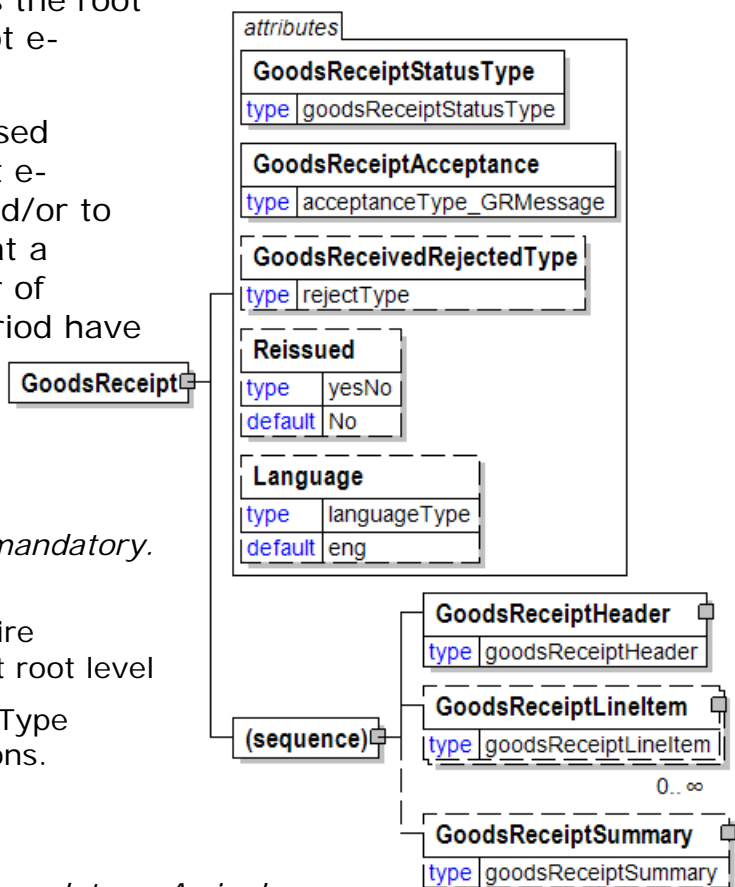 s the root
ot e-
sed
t e-
d/or to
at a
r of
riod have
mandatory.
ire
t root level
Type
ons.
GoodsReceipt
attributes
GoodsReceiptStatusType
type goodsReceiptStatusType
GoodsReceiptAcceptance
type acceptanceType_GRMessage
GoodsReceivedRejectedType
type rejectType
Reissued
type yesNo
default No
Language
type languageType
default eng
(sequence)
GoodsReceiptHeader
type goodsReceiptHeader
GoodsReceiptLineItem
type goodsReceiptLineItem
0.. ∞
GoodsReceiptSummary
type goodsReceiptSummary